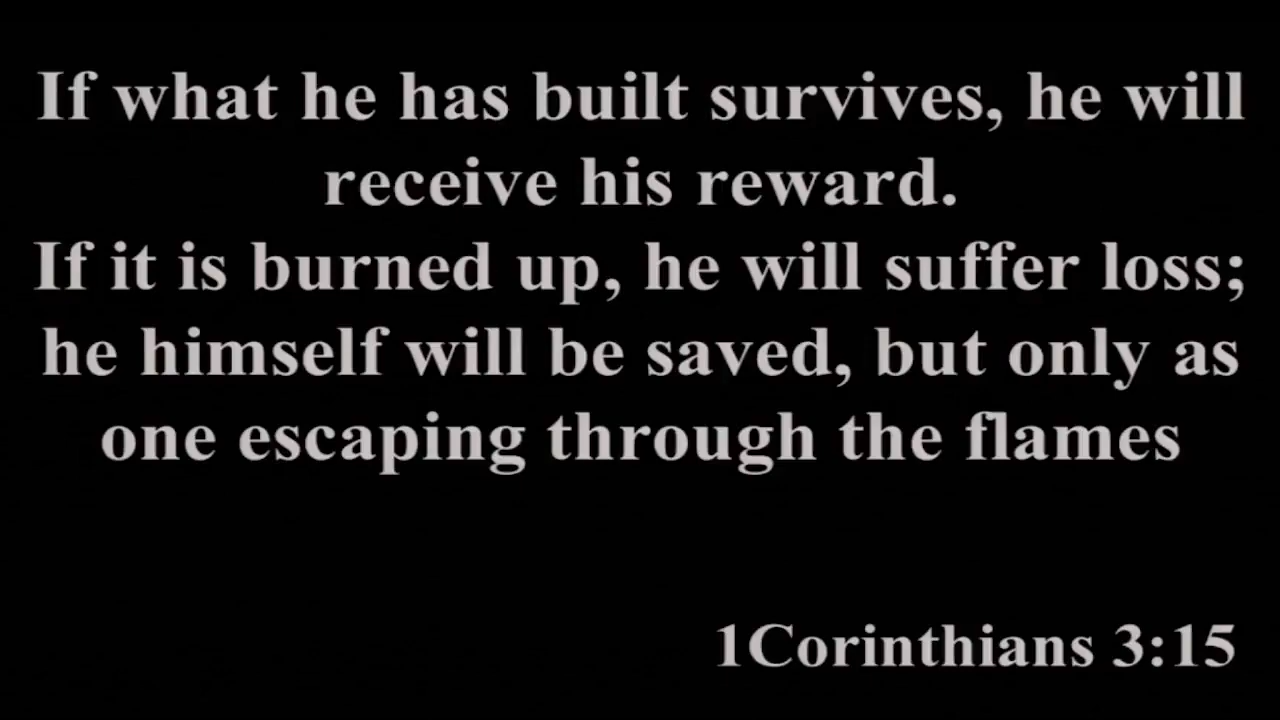 If what he has built survives, he will
receive his reward.
If it is burned up, he will suffer loss;
he himself will be saved, but only as
one escaping through the flames
1Corinthians 3:15